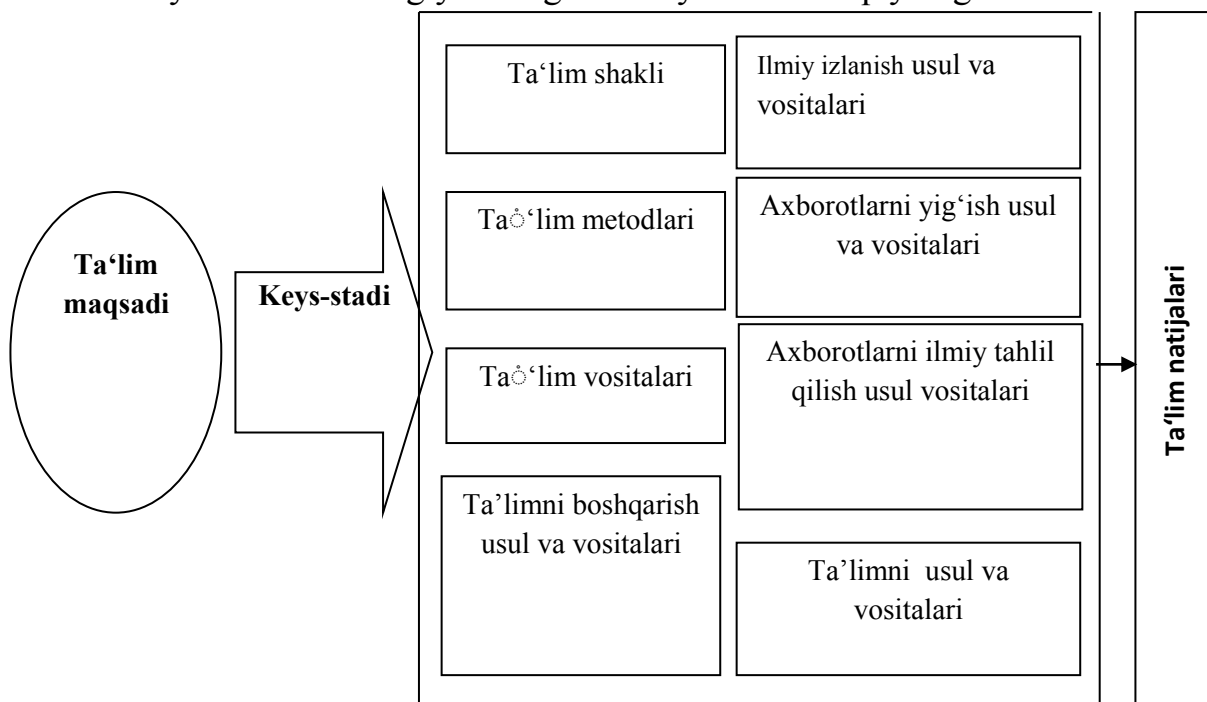 Ta‘lim
maqsadi
Keys-stadi
Ta‘lim shakli
Ta‘lim metodlari
Ta‘lim vositalari
Ta’limni boshqarish
usul va vositalari
Ilmiy izlanish usul va
vositalari
Axborotlarni yig‘ish usul
va vositalari
Axborotlarni ilmiy tahlil
qilish usul vositalari
Ta’limni usul va
vositalari
Ta‘lim natijalari